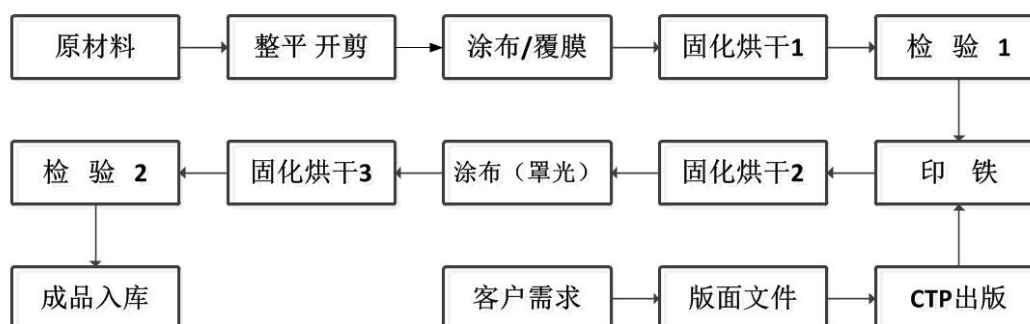 原材料
整平 开剪
涂布/覆膜
固化烘干1
检 验 1
检 验 2
固化烘干3
涂布（罩光）
固化烘干2
印 铁
成品入库
客户需求
版面文件
CTP出版